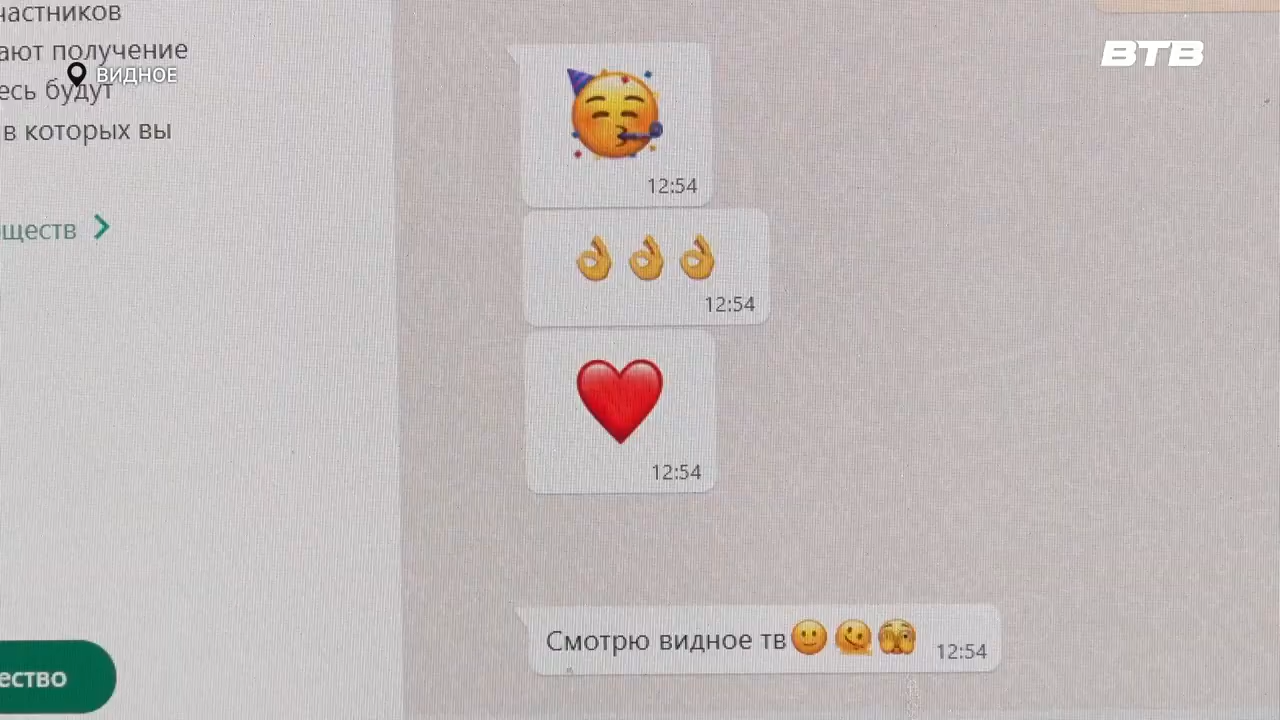 частников
ают получение
ВИДНОЕ
есь будут
в которых вы
ществ
ество
ВТВ
12:54
12:54
12:54
Смотрю видное тв
12:54